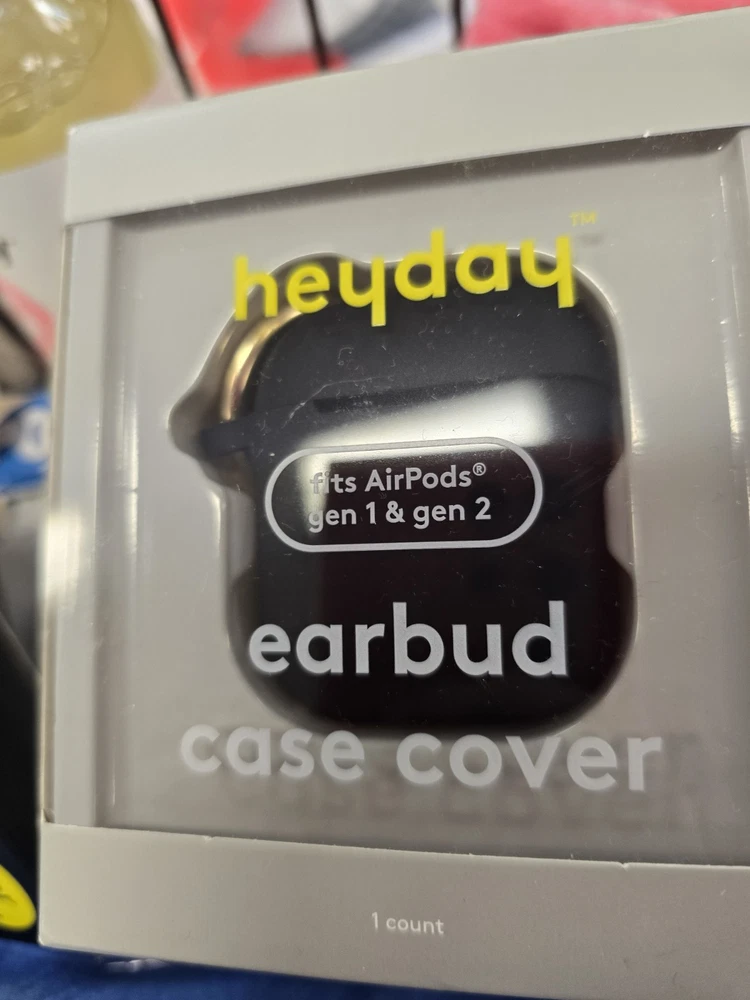 heyday™
fits AirPods®
gen 1 & gen 2
earbud
case cover
1 count